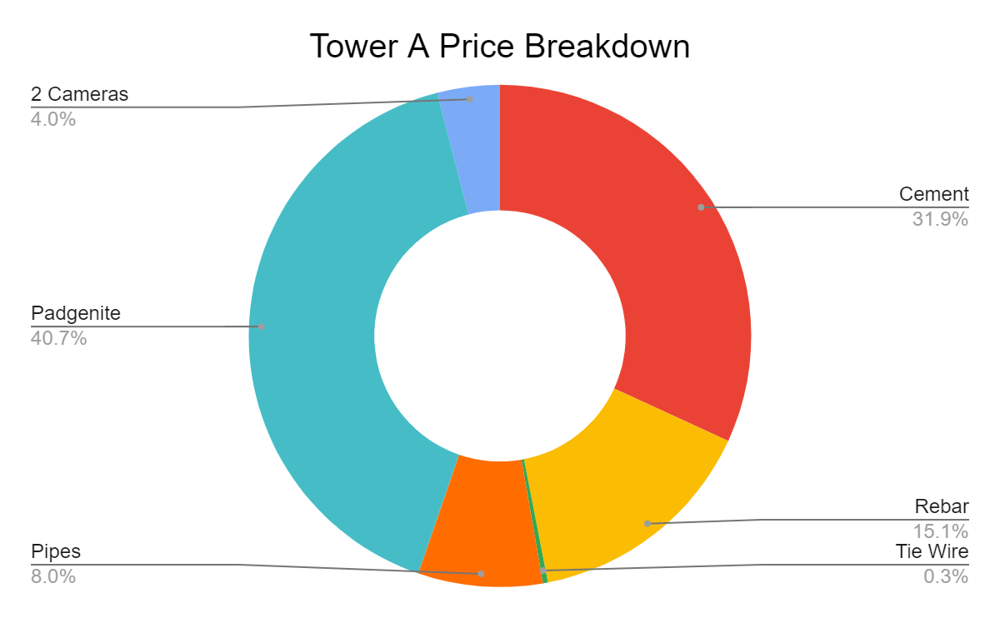 Tower A Price Breakdown
2 Cameras
4.0%
Cement
31.9%
Padgenite
40.7%
Rebar
15.1%
Pipes
8.0%
Tie Wire
0.3%